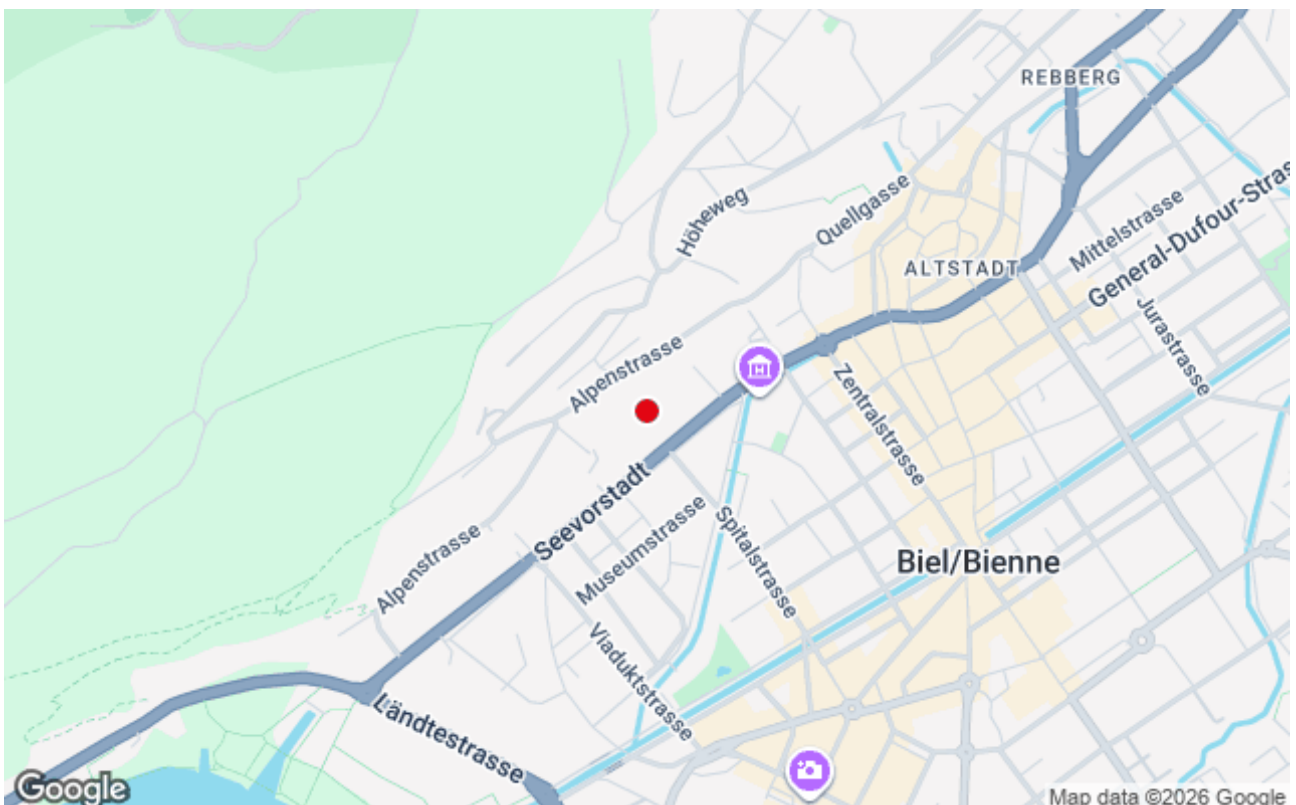 REBBERG
Höheweg
Quellgasse
Mittelstrasse
General-Dufour-Stras
ALTSTADT
Jurastrasse
Alpenstrasse
Zentralstrasse
Seevorstadt
Spitalstrasse
Museumstrasse
Biel/Bienne
Alpenstrasse
Viaduktstrasse
Ländtestrasse
Google
Map data ©2026 Google